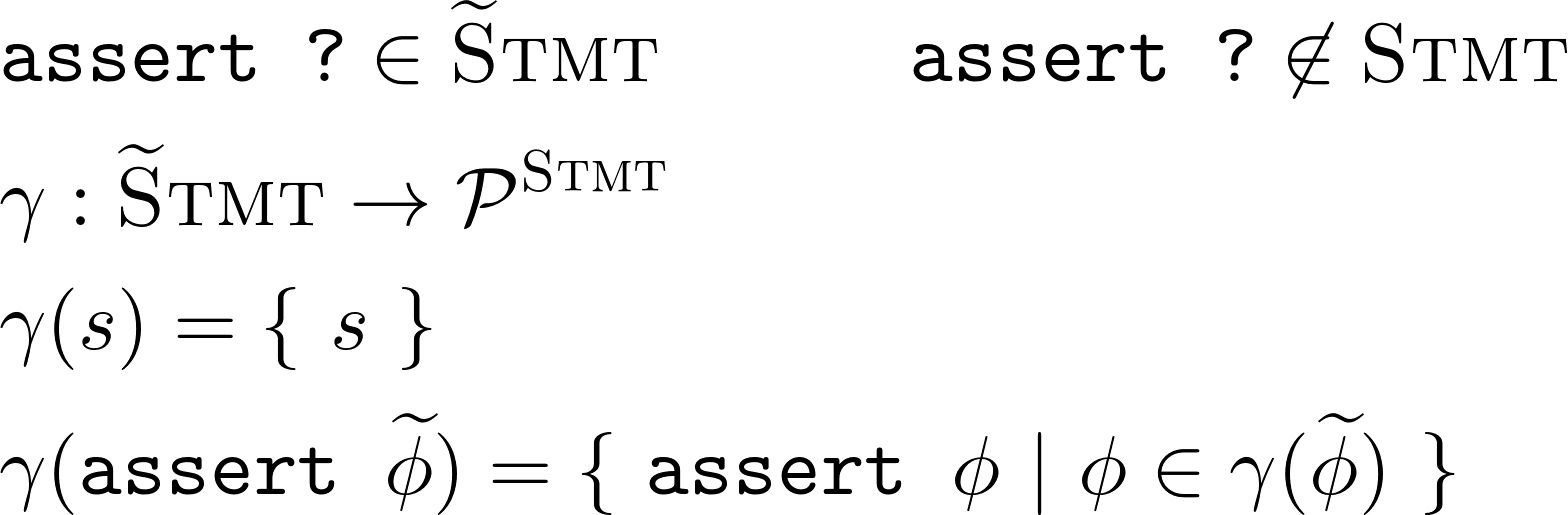 assert ? ∈ S̃TMT assert ? ∉ STMT
γ : S̃TMT → 𝒫^STMT
γ(s) = { s }
γ(assert ϕ̃) = { assert ϕ | ϕ ∈ γ(ϕ̃) }